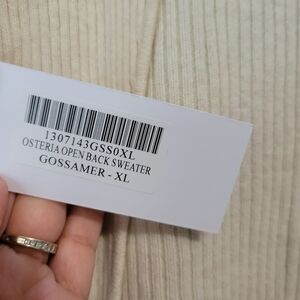 1307143GSS0XL
OSTERIA OPEN BACK SWEATER
GOSSAMER - XL